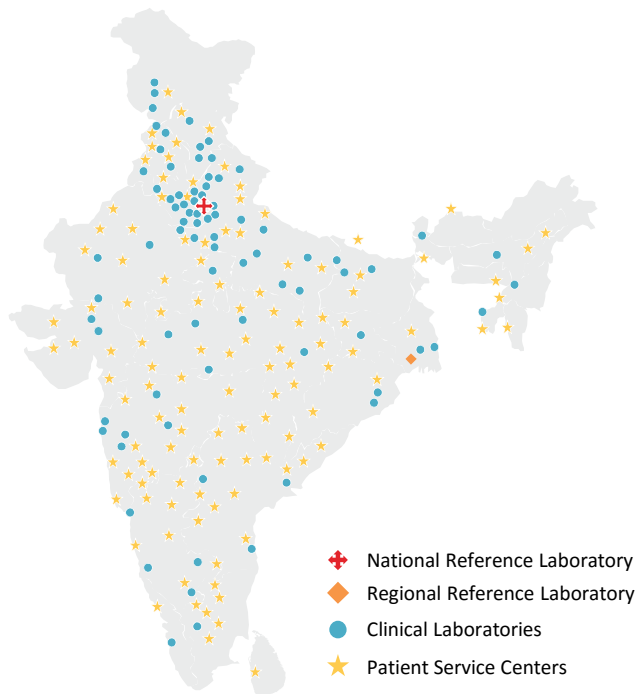 National Reference Laboratory
Regional Reference Laboratory
Clinical Laboratories
Patient Service Centers